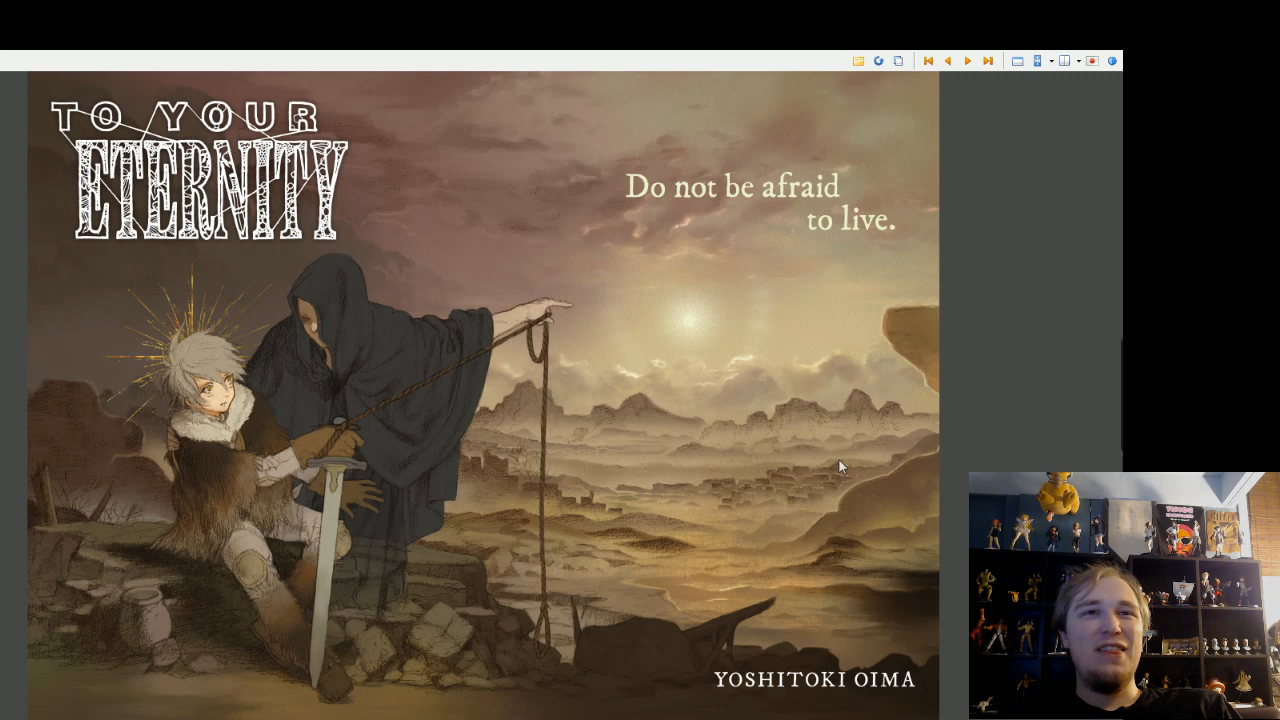 TO YOUR
ETERNITY
Do not be afraid
to live.
YOSHITOKI OIMA